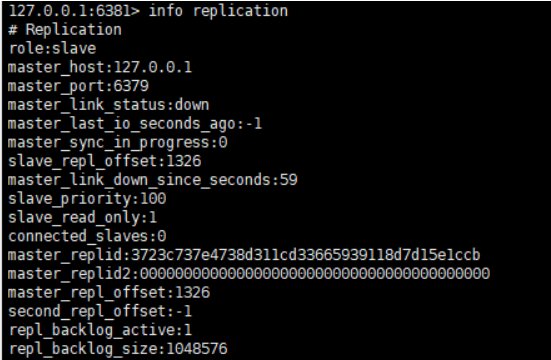 127.0.0.1:6381> info replication
# Replication
role:slave
master_host:127.0.0.1
master_port:6379
master_link_status:down
master_last_io_seconds_ago:-1
master_sync_in_progress:0
slave_repl_offset:1326
master_link_down_since_seconds:59
slave_priority:100
slave_read_only:1
connected_slaves:0
master_replid:3723c737e4738d311cd33665939118d7d15e1ccb
master_replid2:0000000000000000000000000000000000000000
master_repl_offset:1326
second_repl_offset:-1
repl_backlog_active:1
repl_backlog_size:1048576